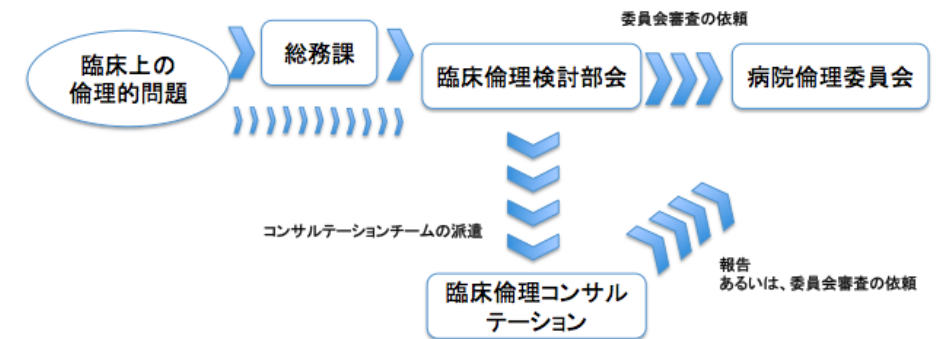 委員会審査の依頼
臨床上の
倫理的問題
総務課
臨床倫理検討部会
病院倫理委員会
コンサルテーションチームの派遣
報告
あるいは、委員会審査の依頼
臨床倫理コンサル
テーション